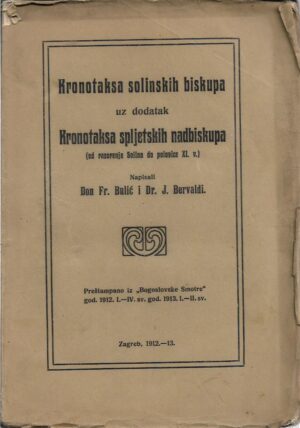 Kronotaksa solinskih biskupa
uz dodatak
Kronotaksa spljetskih nadbiskupa
(od razorenja Solina do polovice XI. v.)
Napisali
Don Fr. Bulić i Dr. J. Bervaldi.
Preštampano iz „Bogoslovske Smotre"
god. 1912. I.—IV. sv. god. 1913. I.—II. sv.
Zagreb, 1912.—13.